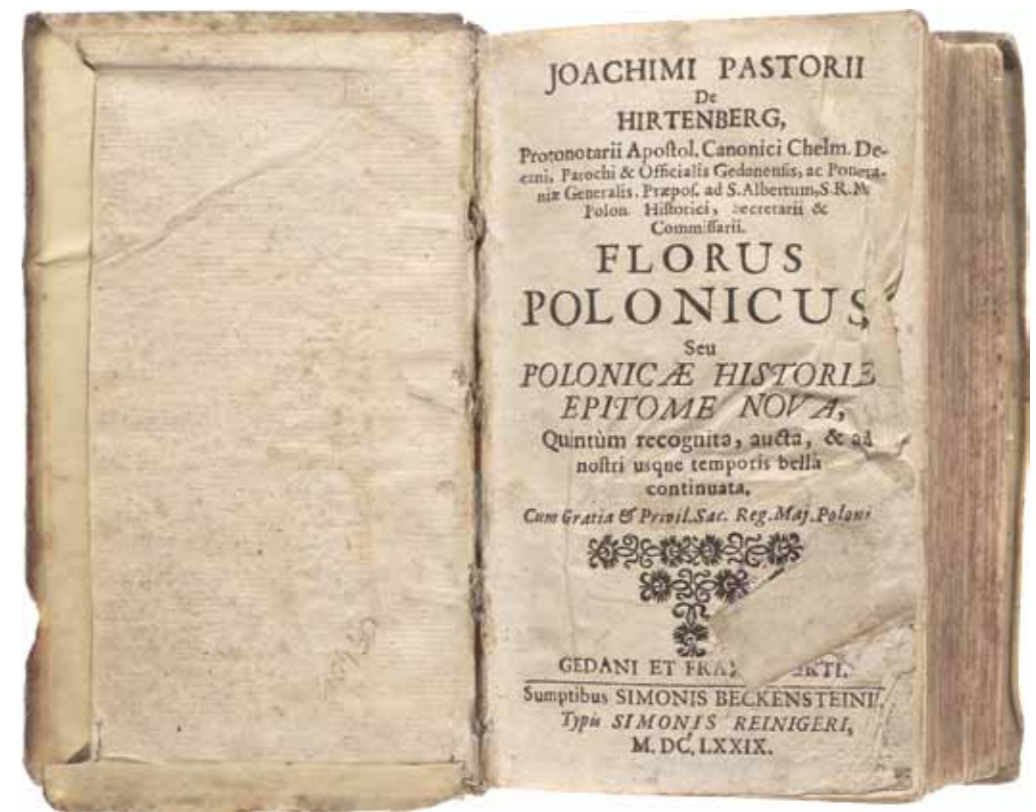 JOACHIMI PASTORII
De
HIRTENBERG,
Protonotarii Apoſtol. Canonici Chelm. De-
cani, Parochi & Officialis Gedanenſis, ac Pomera-
niæ Generalis. Præpoſ. ad S. Albertum, S. R. M.
Polon. Hiſtorici, Secretarii &
Commiſſarii.
FLORUS
POLONICUS,
Seu
POLONICÆ HISTORIÆ
EPITOME NOVA,
Quintùm recognita, aucta, & ad
noſtri usque temporis bella
continuata.
Cum Gratia & Privil. Sac. Reg. Maj. Poloni
GEDANI ET
Sumptibus SIMONIS BECKENSTEINII.
Typis SIMONIS REINIGERI,
M. DC. LXXIX.